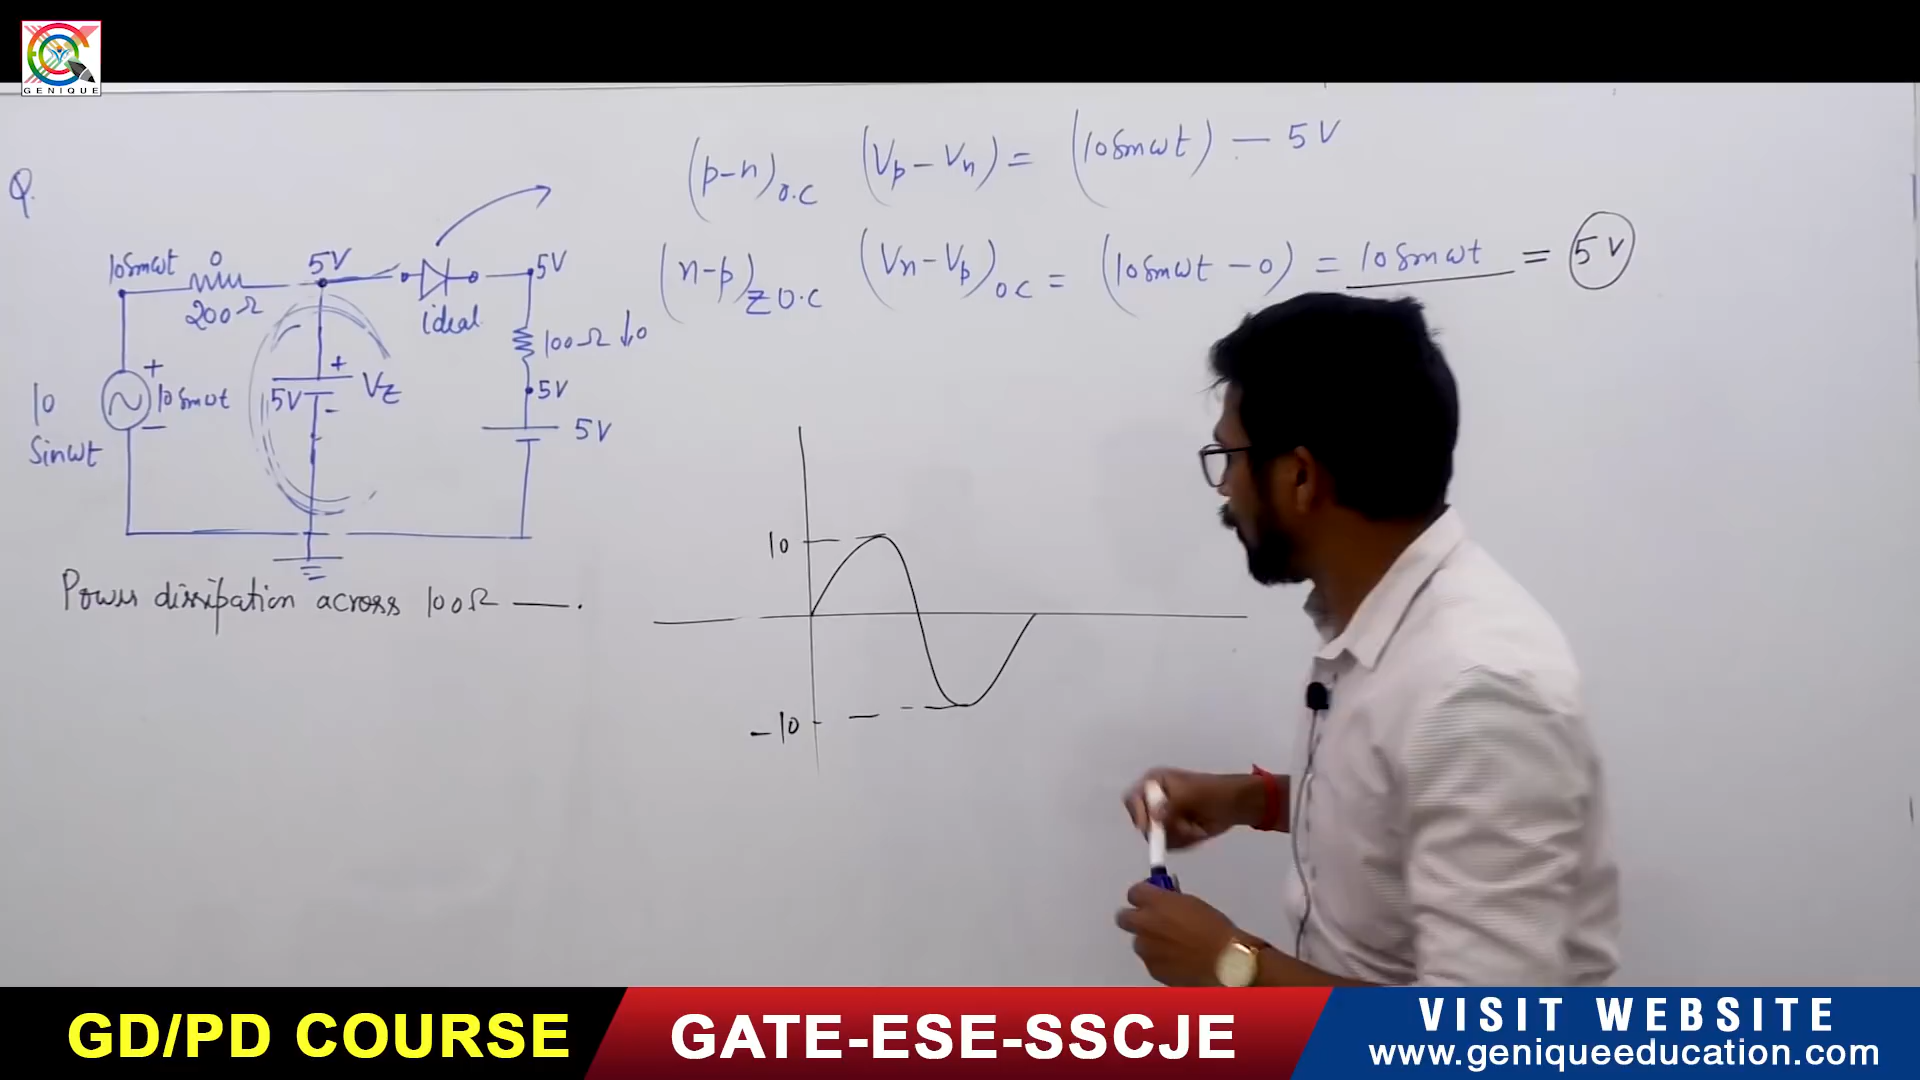 GENIQUE
Q.
(p-n)o.c (Vp-Vn) = (10sinωt) - 5V
(n-p)Z O.C (Vn-Vp)oc = (10sinωt-0) = 10sinωt = 5V
10sinωt 0 5V 5V
200Ω ideal
100Ω ↓0
+ 10sinωt - 5V + - Vz 5V
10 Sinωt 5V
Power dissipation across 100Ω ___.
10
-10
GD/PD COURSE
GATE-ESE-SSCJE
VISIT WEBSITE
www.geniqueeducation.com